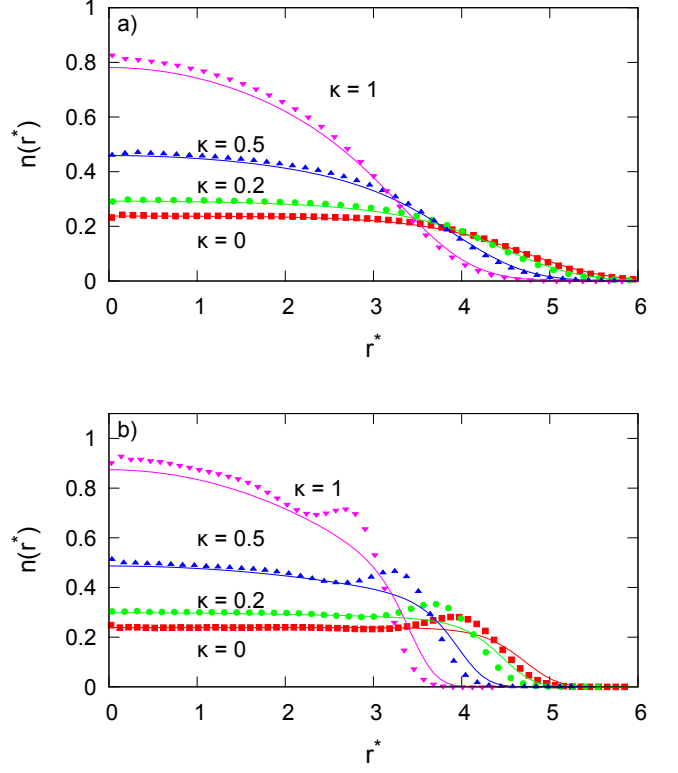 a)
1
0.8
0.6
0.4
0.2
0
n(r*)
κ = 1
κ = 0.5
κ = 0.2
κ = 0
0 1 2 3 4 5 6
r*
b)
1
0.8
0.6
0.4
0.2
0
n(r*)
κ = 1
κ = 0.5
κ = 0.2
κ = 0
0 1 2 3 4 5 6
r*